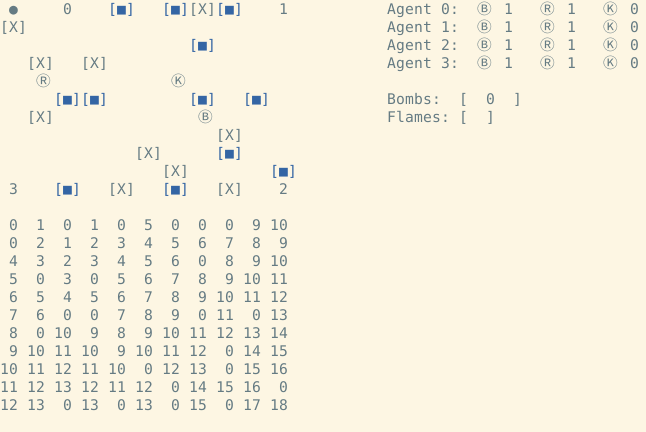 ●     0    [■]   [■][X][■]    1
[X]
[■]
[X]   [X]
Ⓡ             Ⓚ
[■][■]         [■]   [■]
[X]                Ⓑ
[X]
[X]      [■]
[X]         [■]
3    [■]   [X]   [■]   [X]    2
0  1  0  1  0  5  0  0  0  9 10
0  2  1  2  3  4  5  6  7  8  9
4  3  2  3  4  5  6  0  8  9 10
5  0  3  0  5  6  7  8  9 10 11
6  5  4  5  6  7  8  9 10 11 12
7  6  0  0  7  8  9  0 11  0 13
8  0 10  9  8  9 10 11 12 13 14
9 10 11 10  9 10 11 12  0 14 15
10 11 12 11 10  0 12 13  0 15 16
11 12 13 12 11 12  0 14 15 16  0
12 13  0 13  0 13  0 15  0 17 18
Agent 0:  Ⓑ 1   Ⓡ 1   Ⓚ 0
Agent 1:  Ⓑ 1   Ⓡ 1   Ⓚ 0
Agent 2:  Ⓑ 1   Ⓡ 1   Ⓚ 0
Agent 3:  Ⓑ 1   Ⓡ 1   Ⓚ 0
Bombs:  [  0  ]
Flames: [  ]